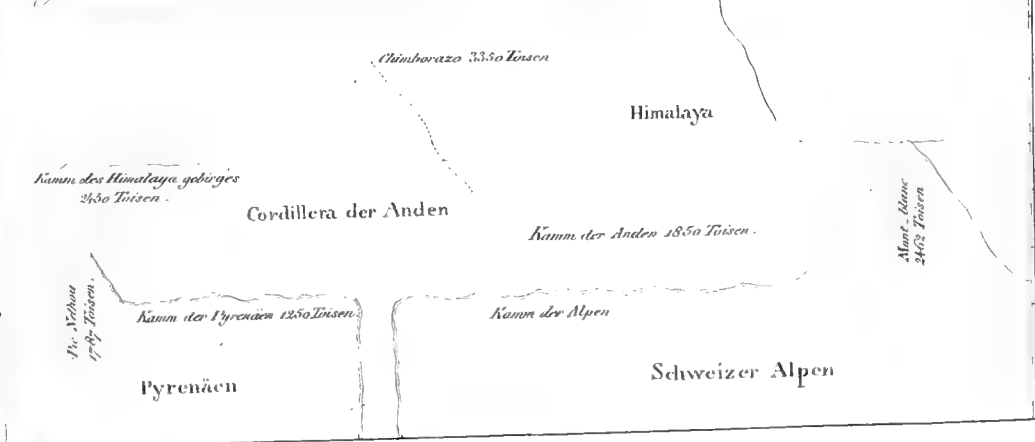 Chimborazo 3350 Toisen
Himalaya
Kamm des Himalaya gebirges
2450 Toisen.
Cordillera der Anden
Kamm der Anden 1850 Toisen.
Mont-blanc
2462 Toisen
Pic Nethou
1787 Toisen.
Kamm der Pyrenäen 1250 Toisen.
Kamm der Alpen
Pyrenäen
Schweizer Alpen